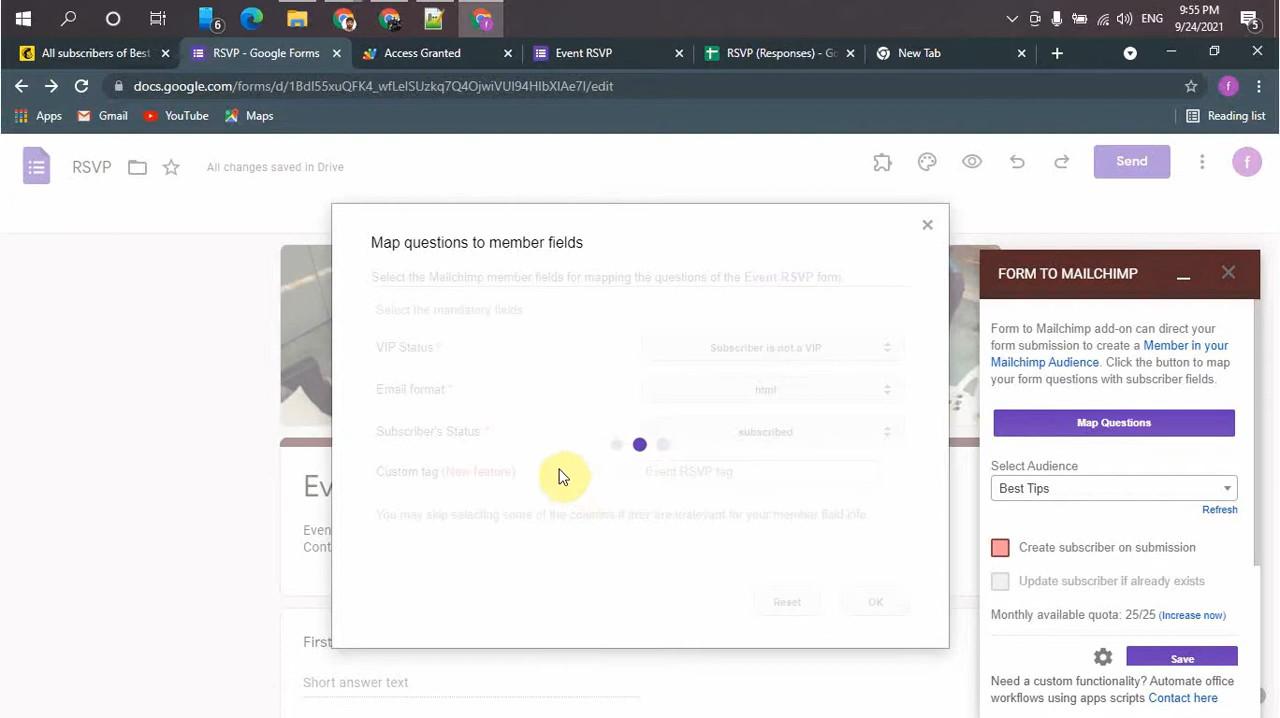 9:55 PM
ENG
9/24/2021
6
5
All subscribers of Best
RSVP - Google Forms
Access Granted
Event RSVP
RSVP (Responses) - Go
New Tab
docs.google.com/forms/d/1BdI55xuQFK4_wfLeISUzkq7Q4OjwiVUI94HIbXIAe7I/edit
f
Apps
Gmail
YouTube
Maps
Reading list
RSVP
All changes saved in Drive
Send
f
Map questions to member fields
Select the Mailchimp member fields for mapping the questions of the Event RSVP form.
Select the mandatory fields
VIP Status *
Subscriber is not a VIP
Email format *
html
Subscriber's Status *
subscribed
Custom tag (New feature)
Event RSVP tag
You may skip selecting some of the columns if they are irrelevant for your member field info.
Reset
OK
Ev
Even
Cont
First
Short answer text
FORM TO MAILCHIMP
Form to Mailchimp add-on can direct your
form submission to create a Member in your
Mailchimp Audience. Click the button to map
your form questions with subscriber fields.
Map Questions
Select Audience
Best Tips
Refresh
Create subscriber on submission
Update subscriber if already exists
Monthly available quota: 25/25 (Increase now)
Save
Need a custom functionality? Automate office
workflows using apps scripts Contact here